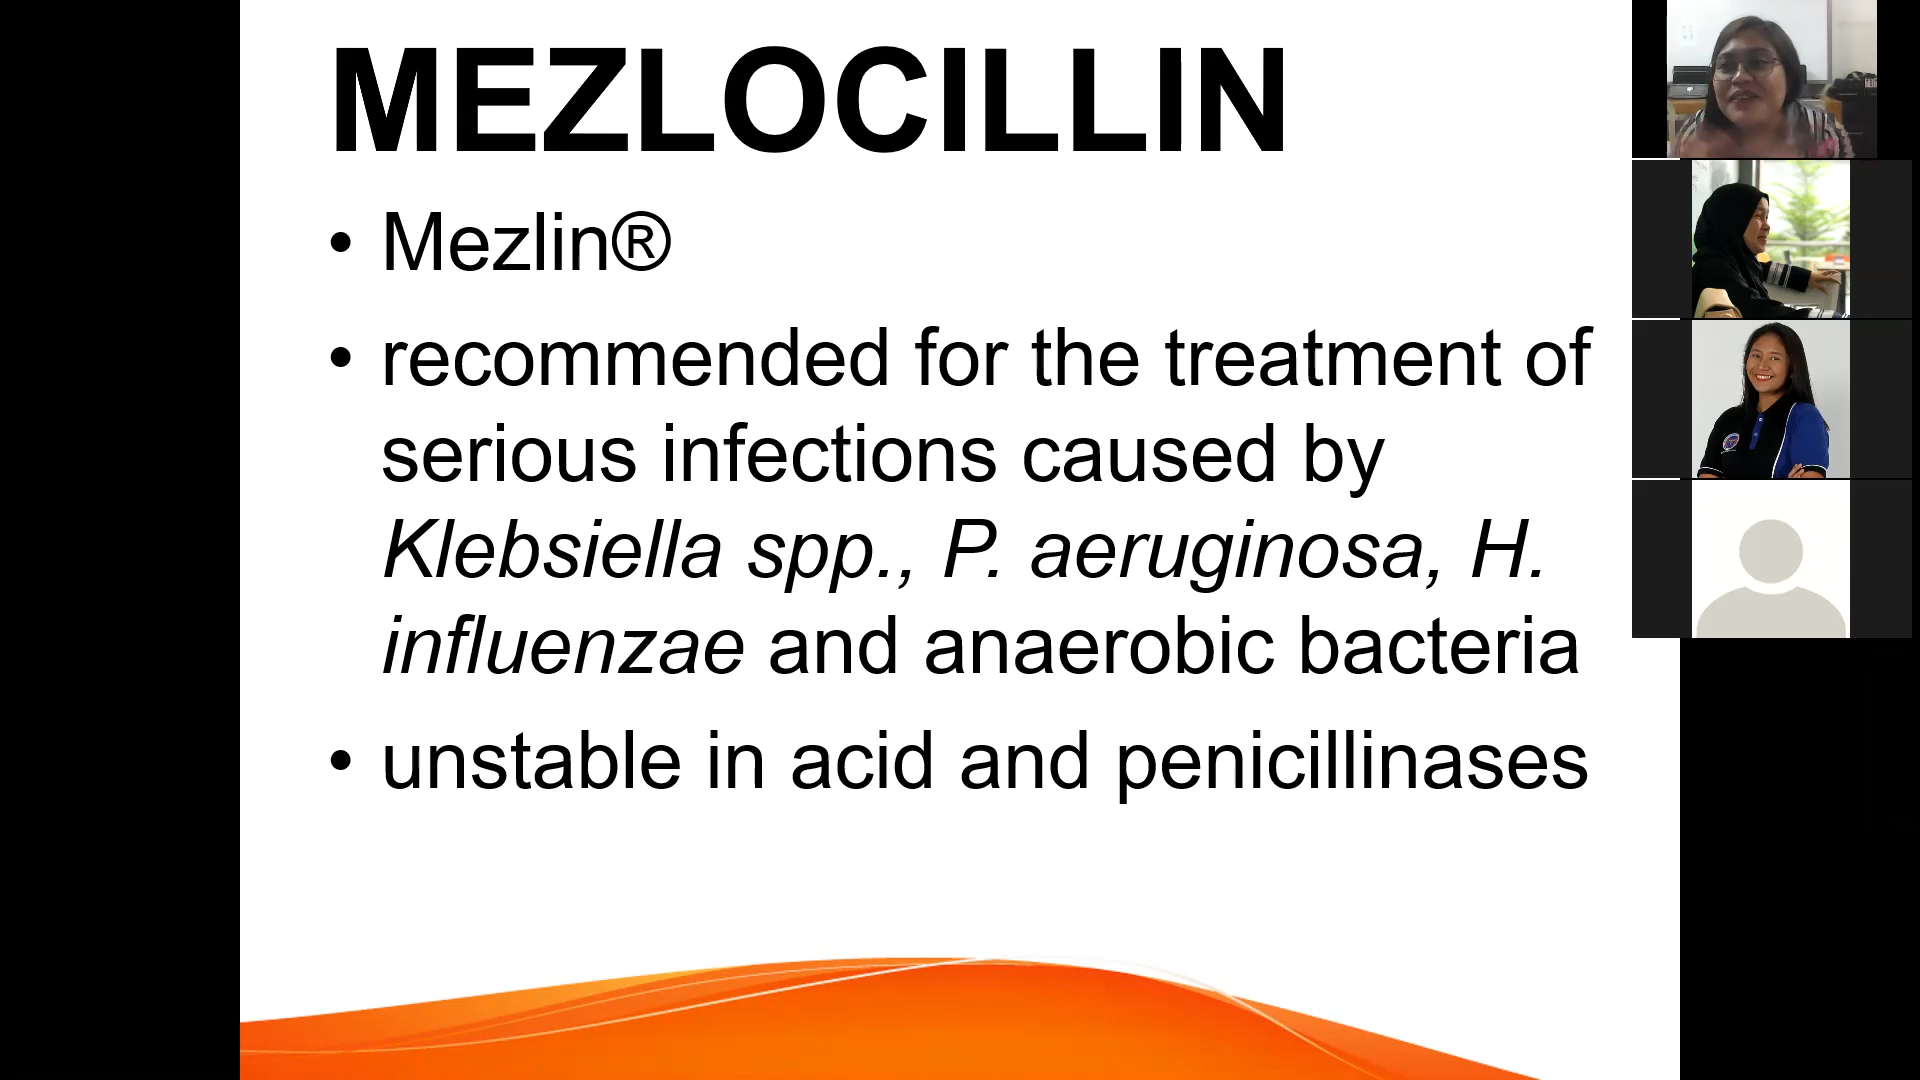 MEZLOCILLIN
• Mezlin®
• recommended for the treatment of
serious infections caused by
Klebsiella spp., P. aeruginosa, H.
influenzae and anaerobic bacteria
• unstable in acid and penicillinases